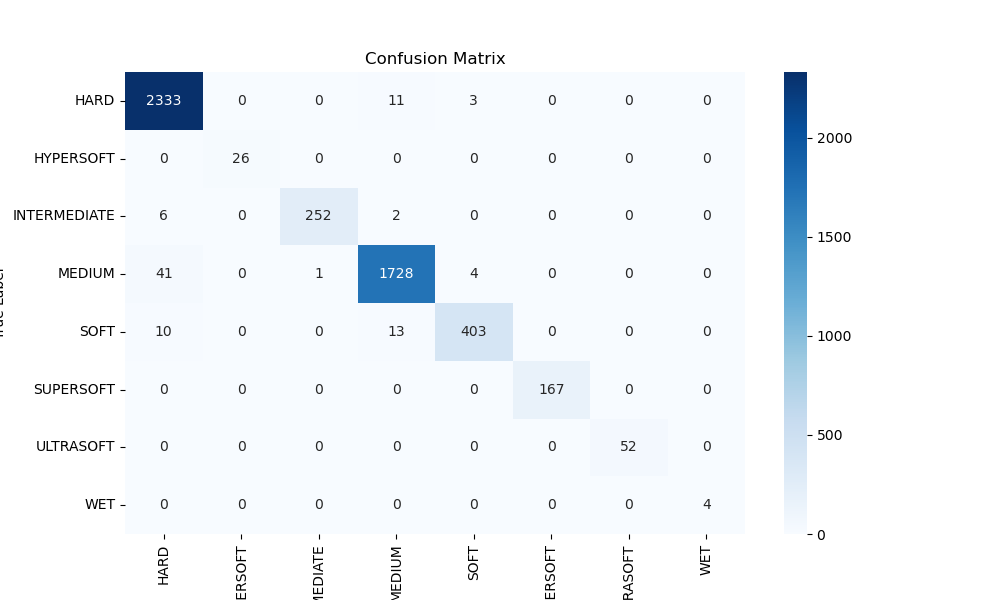 Confusion Matrix
HARD 2333 0 0 11 3 0 0 0
HYPERSOFT 0 26 0 0 0 0 0 0
INTERMEDIATE 6 0 252 2 0 0 0 0
MEDIUM 41 0 1 1728 4 0 0 0
SOFT 10 0 0 13 403 0 0 0
SUPERSOFT 0 0 0 0 0 167 0 0
ULTRASOFT 0 0 0 0 0 0 52 0
WET 0 0 0 0 0 0 0 4
HARD ERSOFT MEDIATE MEDIUM SOFT ERSOFT RASOFT WET
2000
1500
1000
500
0